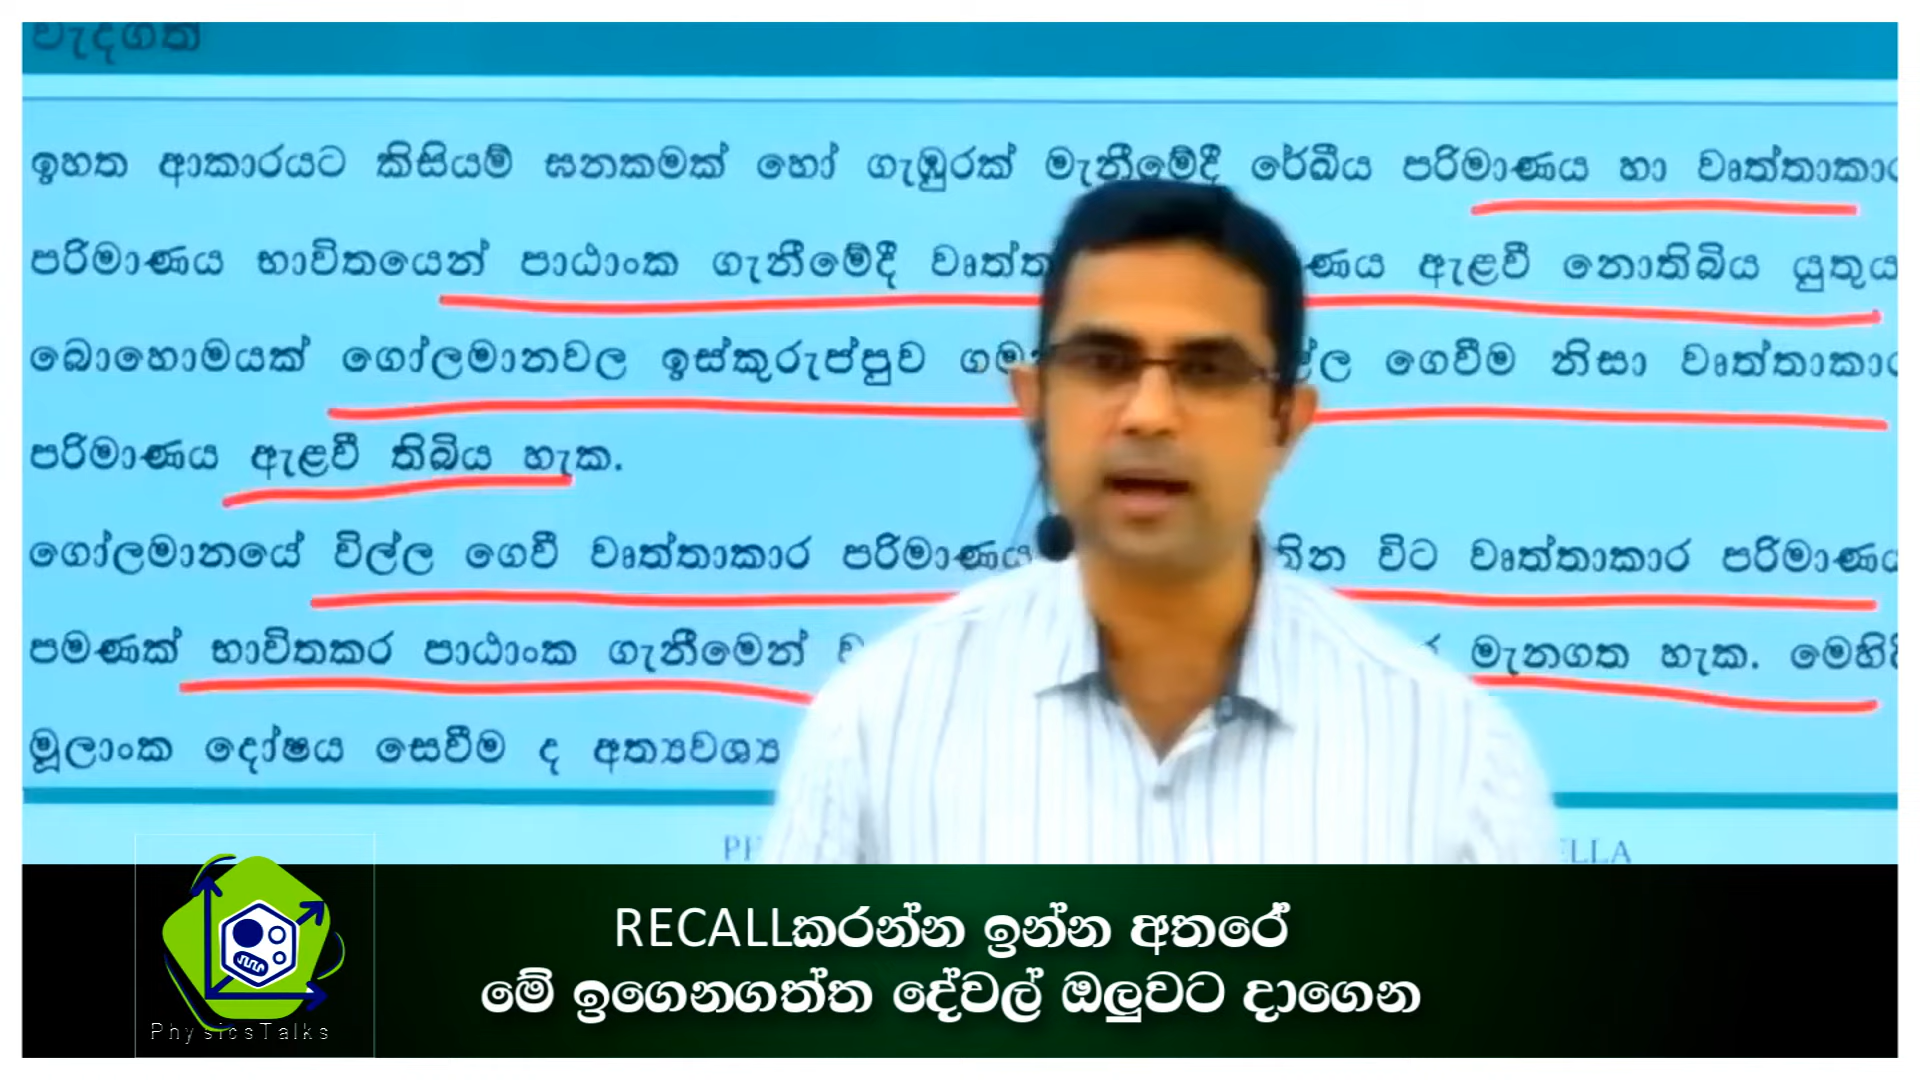 වැදගත්
ඉහත ආකාරයට කිසියම් ඝනකමක් හෝ ගැඹුරක් මැනීමේදී රේඛීය පරිමාණය හා වෘත්තාකාර
පරිමාණය භාවිතයෙන් පාඨාංක ගැනීමේදී ඇළවී නොතිබිය යුතුය
බොහොමයක් ගෝලමානවල ඉස්කුරුප්පුව ගෙවීම නිසා වෘත්තාකාර
පරිමාණය ඇළවී තිබිය හැක.
ගෝලමානයේ විල්ල ගෙවී වෘත්තාකාර පරිමාණය විට වෘත්තාකාර පරිමාණය
පමණක් භාවිතකර පාඨාංක ගැනීමෙන් මැනගත හැක. මෙහිදී
මූලාංක දෝෂය සෙවීම ද අත්‍යවශ්‍ය
RECALLකරන්න ඉන්න අතරේ
මේ ඉගෙනගත්ත දේවල් ඔලුවට දාගෙන
PhysicsTalks